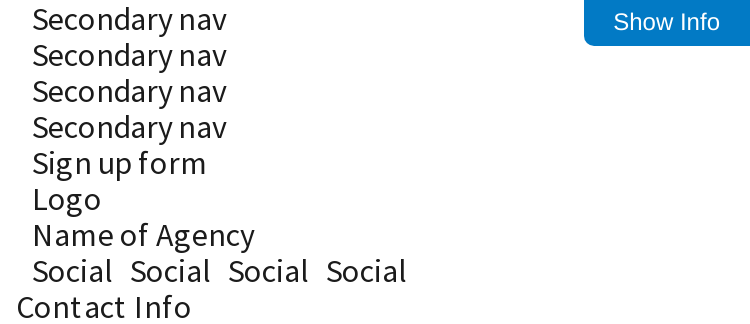 Secondary nav
Show Info
Secondary nav
Secondary nav
Secondary nav
Sign up form
Logo
Name of Agency
Social Social Social Social
Contact Info